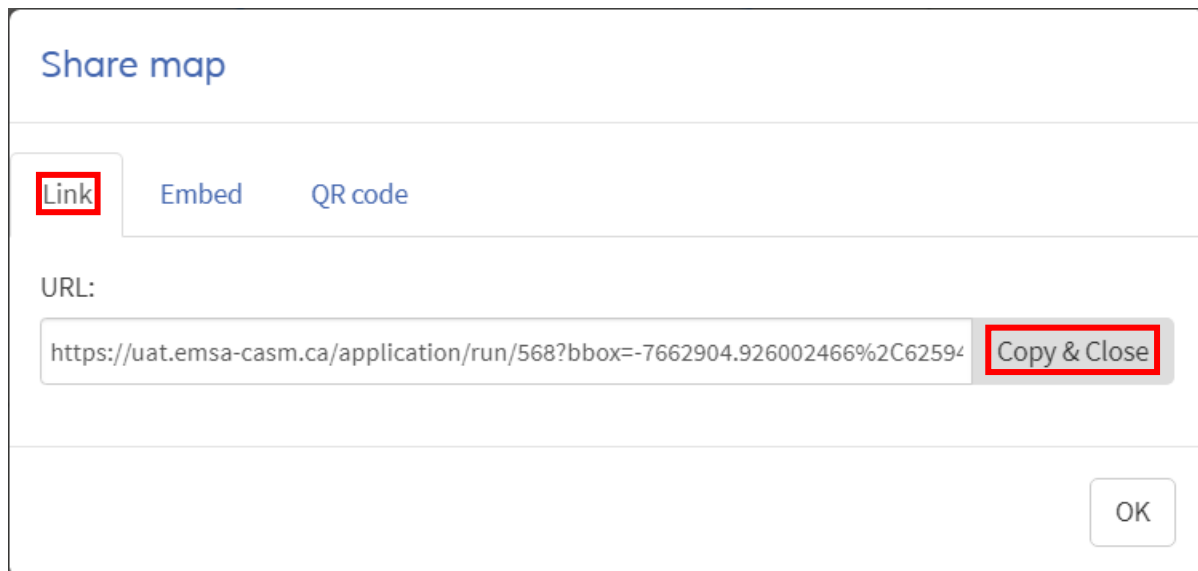 Share map
Link Embed QR code
URL:
https://uat.emsa-casm.ca/application/run/568?bbox=-7662904.926002466%2C62594 Copy & Close
OK